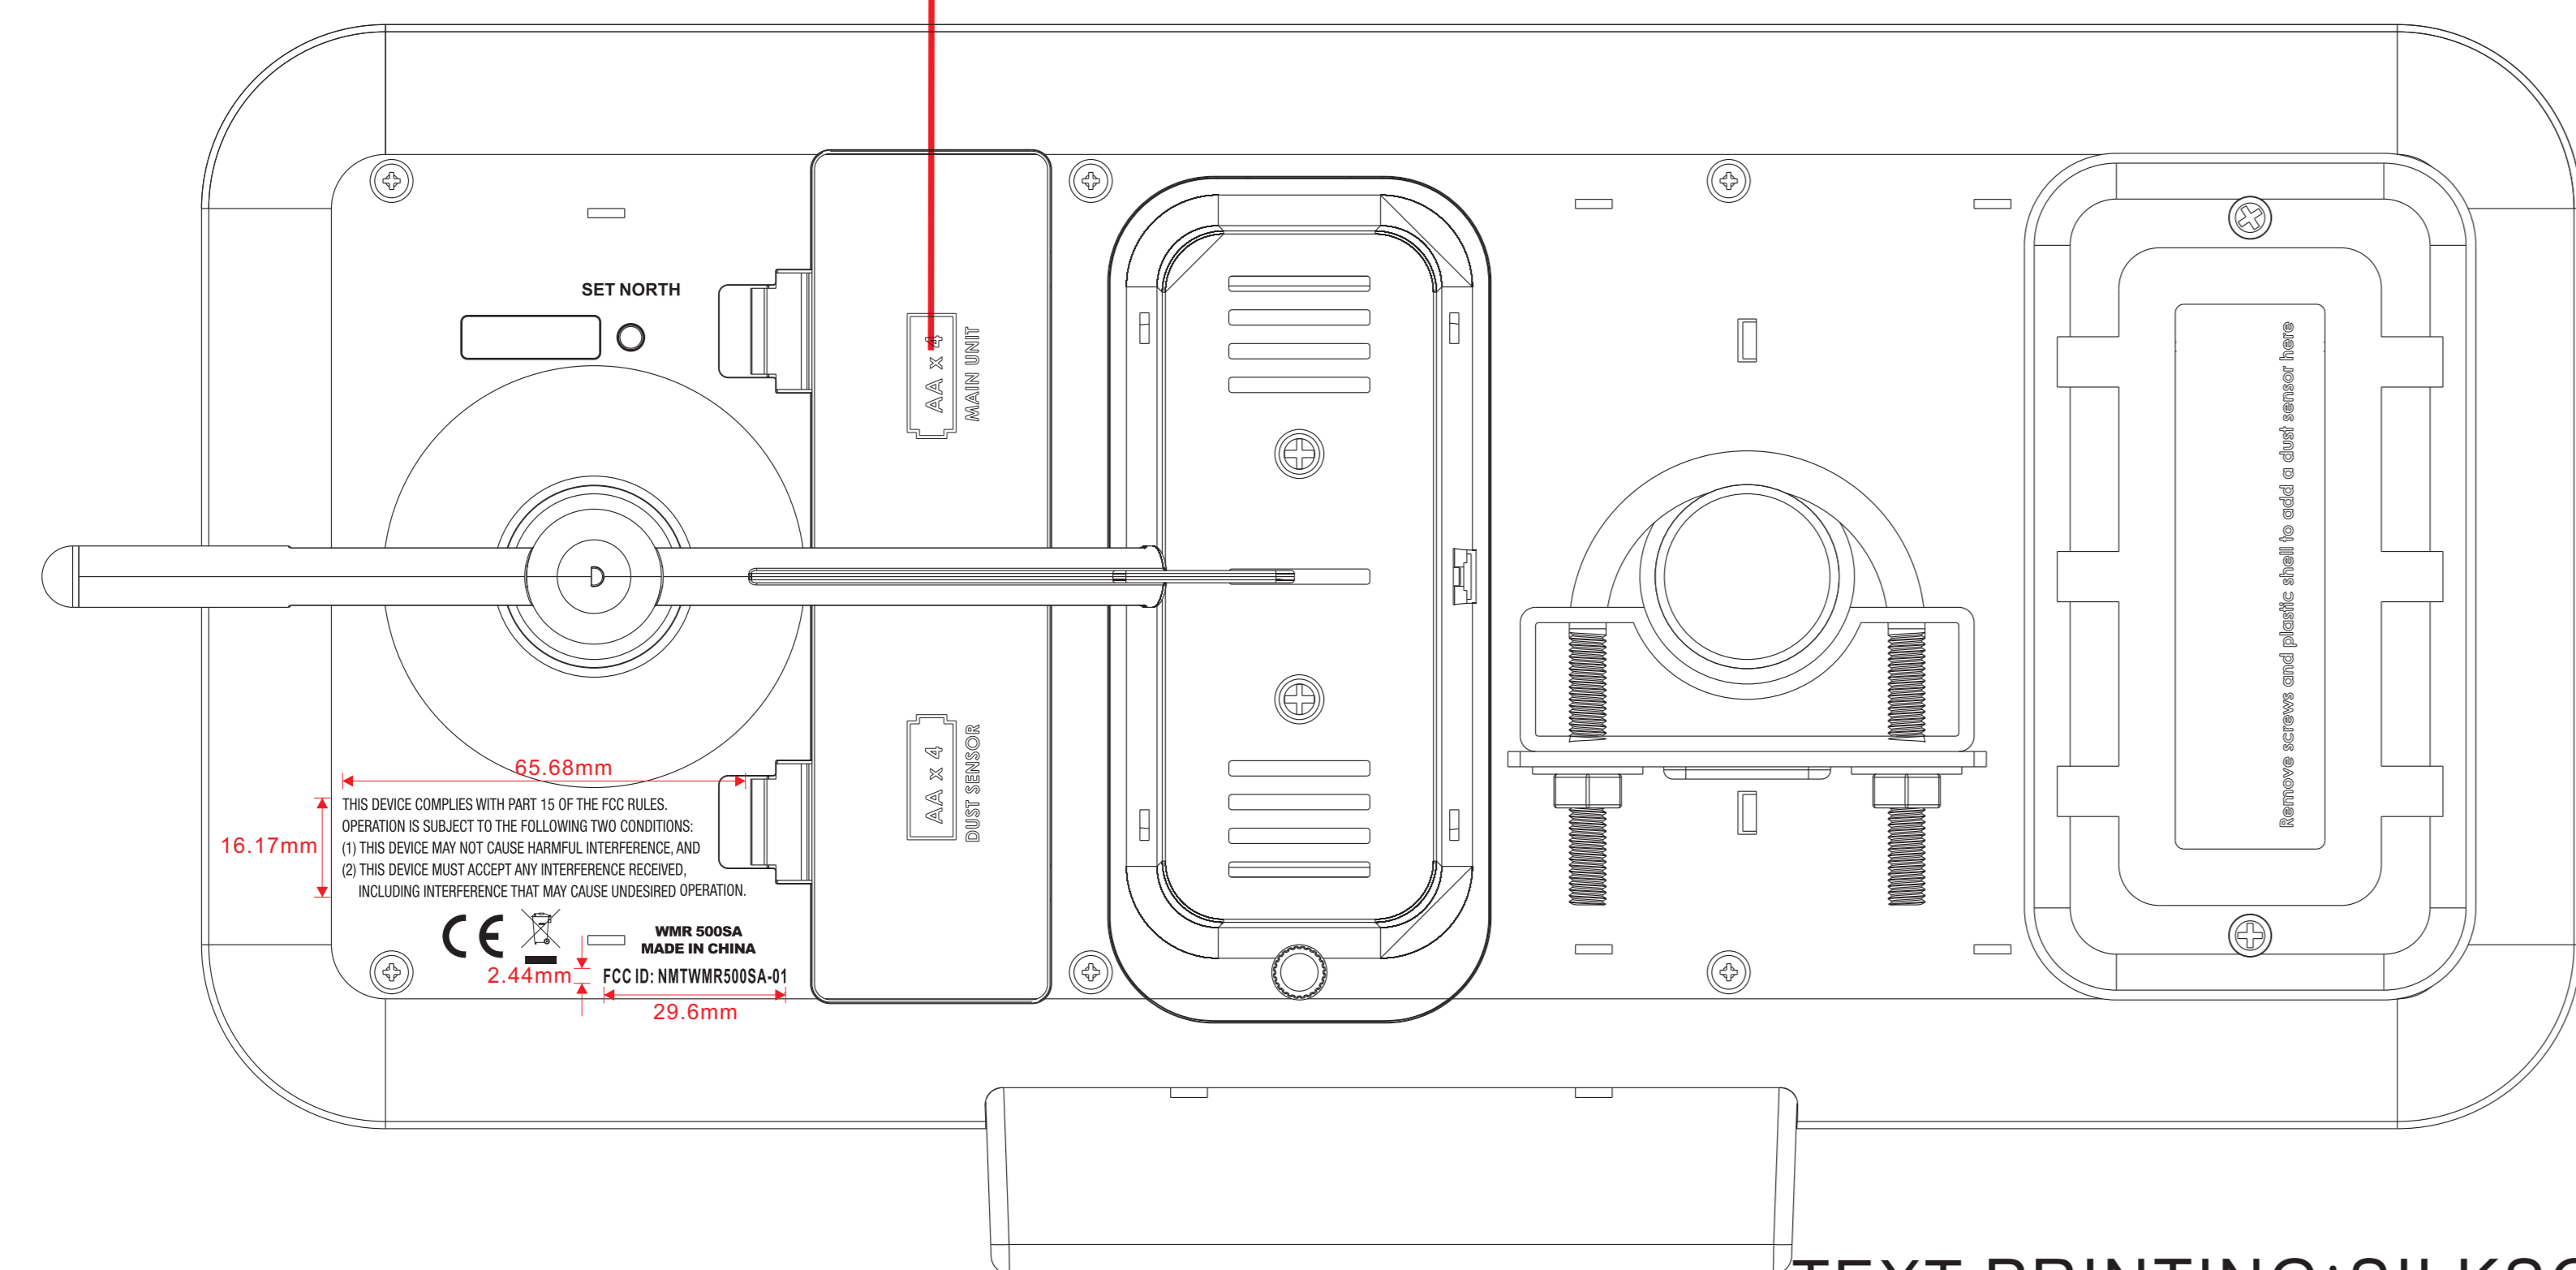 SET NORTH
AA x 4
MAIN UNIT
AA x 4
DUST SENSOR
Remove screws and plastic shell to add a dust sensor here
65.68mm
16.17mm
THIS DEVICE COMPLIES WITH PART 15 OF THE FCC RULES.
OPERATION IS SUBJECT TO THE FOLLOWING TWO CONDITIONS:
(1) THIS DEVICE MAY NOT CAUSE HARMFUL INTERFERENCE, AND
(2) THIS DEVICE MUST ACCEPT ANY INTERFERENCE RECEIVED,
INCLUDING INTERFERENCE THAT MAY CAUSE UNDESIRED OPERATION.
CE
WMR 500SA
MADE IN CHINA
2.44mm
FCC ID: NMTWMR500SA-01
29.6mm
TEXT PRINTING: